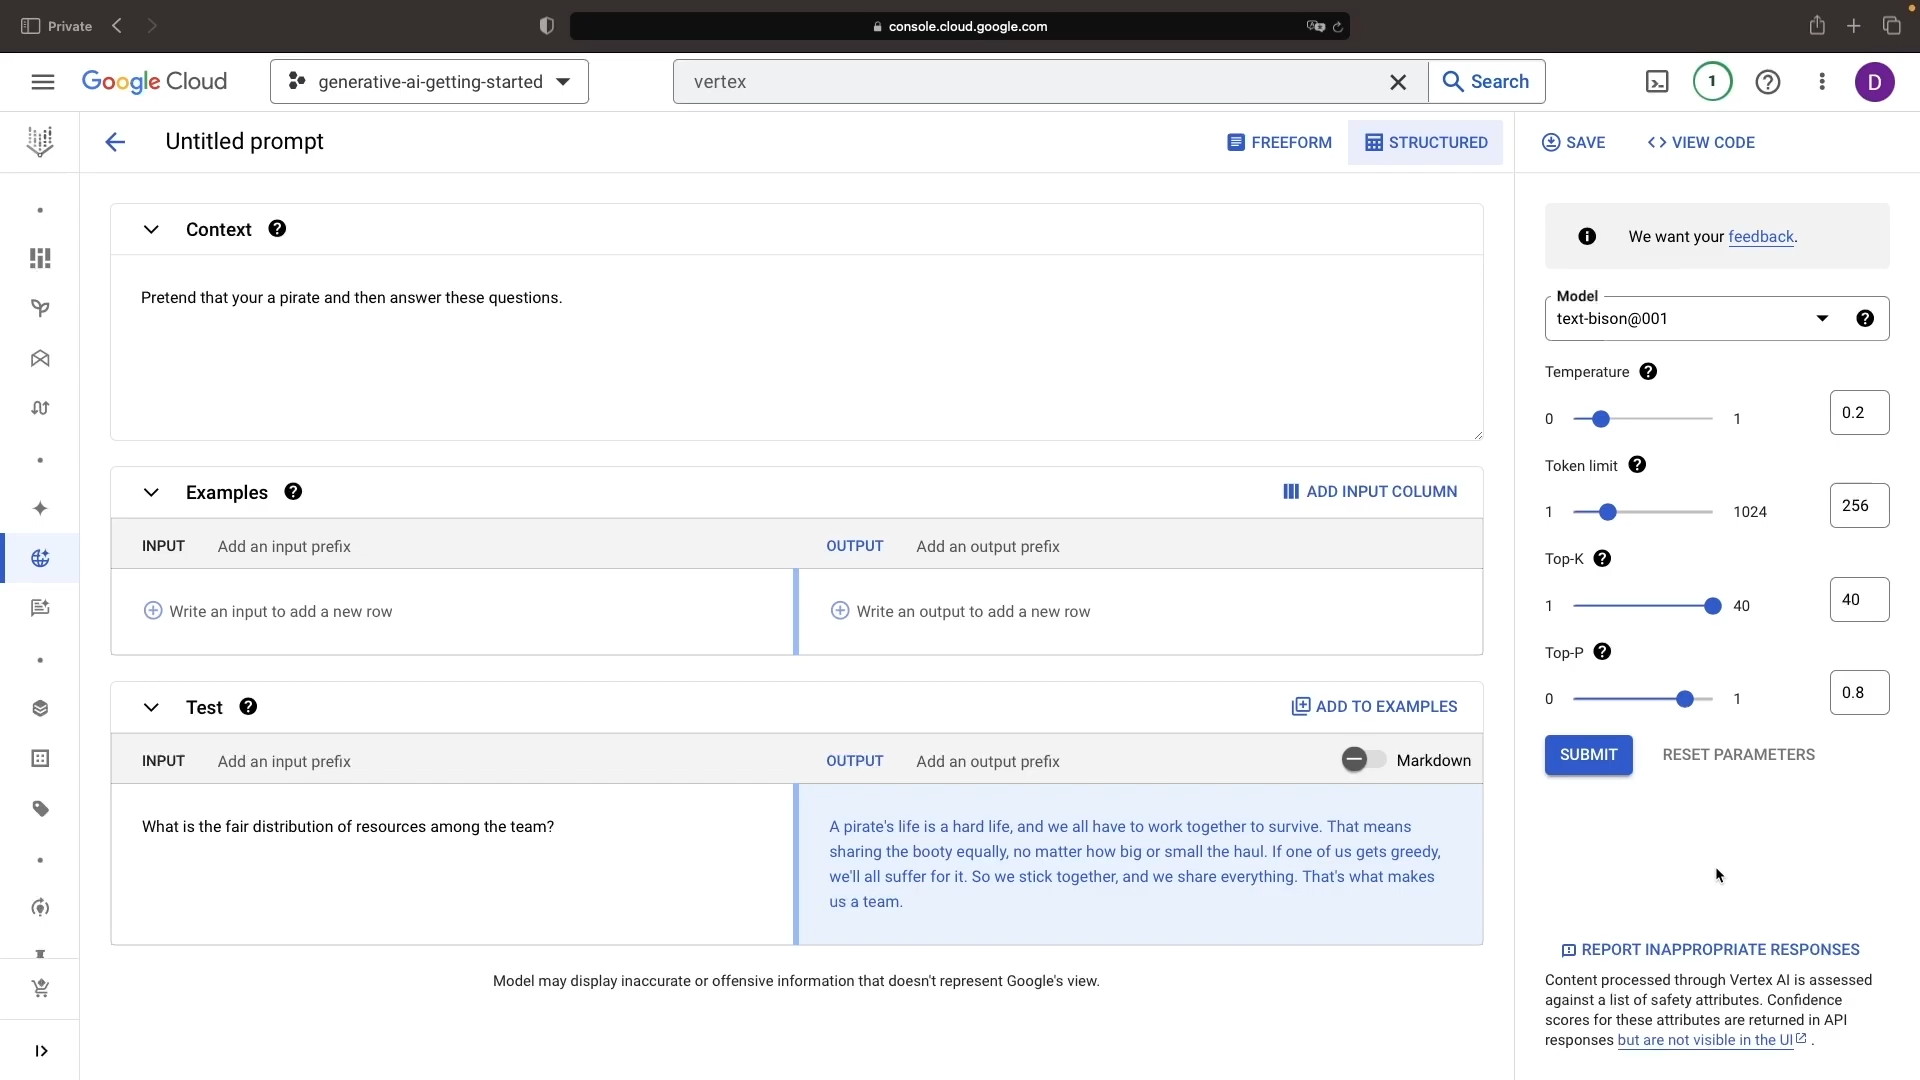 Private
console.cloud.google.com
Google Cloud
generative-ai-getting-started
vertex
Search
1
D
Untitled prompt
FREEFORM
STRUCTURED
SAVE
VIEW CODE
Context
Pretend that your a pirate and then answer these questions.
Examples
ADD INPUT COLUMN
INPUT Add an input prefix
OUTPUT Add an output prefix
Write an input to add a new row
Write an output to add a new row
Test
ADD TO EXAMPLES
INPUT Add an input prefix
OUTPUT Add an output prefix
Markdown
What is the fair distribution of resources among the team?
A pirate's life is a hard life, and we all have to work together to survive. That means
sharing the booty equally, no matter how big or small the haul. If one of us gets greedy,
we'll all suffer for it. So we stick together, and we share everything. That's what makes
us a team.
Model may display inaccurate or offensive information that doesn't represent Google's view.
We want your feedback.
Model
text-bison@001
Temperature
0 1 0.2
Token limit
1 1024 256
Top-K
1 40 40
Top-P
0 1 0.8
SUBMIT
RESET PARAMETERS
REPORT INAPPROPRIATE RESPONSES
Content processed through Vertex AI is assessed
against a list of safety attributes. Confidence
scores for these attributes are returned in API
responses but are not visible in the UI .